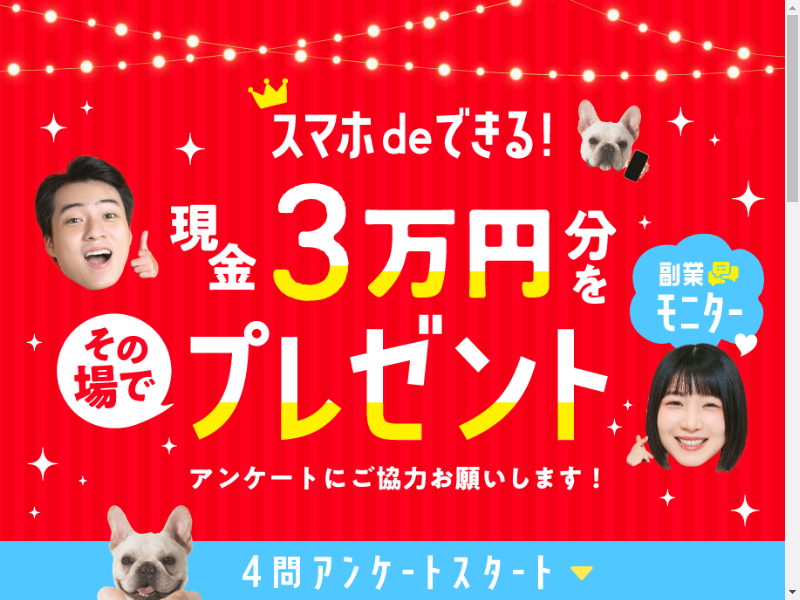 スマホdeできる!
現金3万円分を
副業
モニター
その
場で
プレゼント
アンケートにご協力お願いします!
4問アンケートスタート